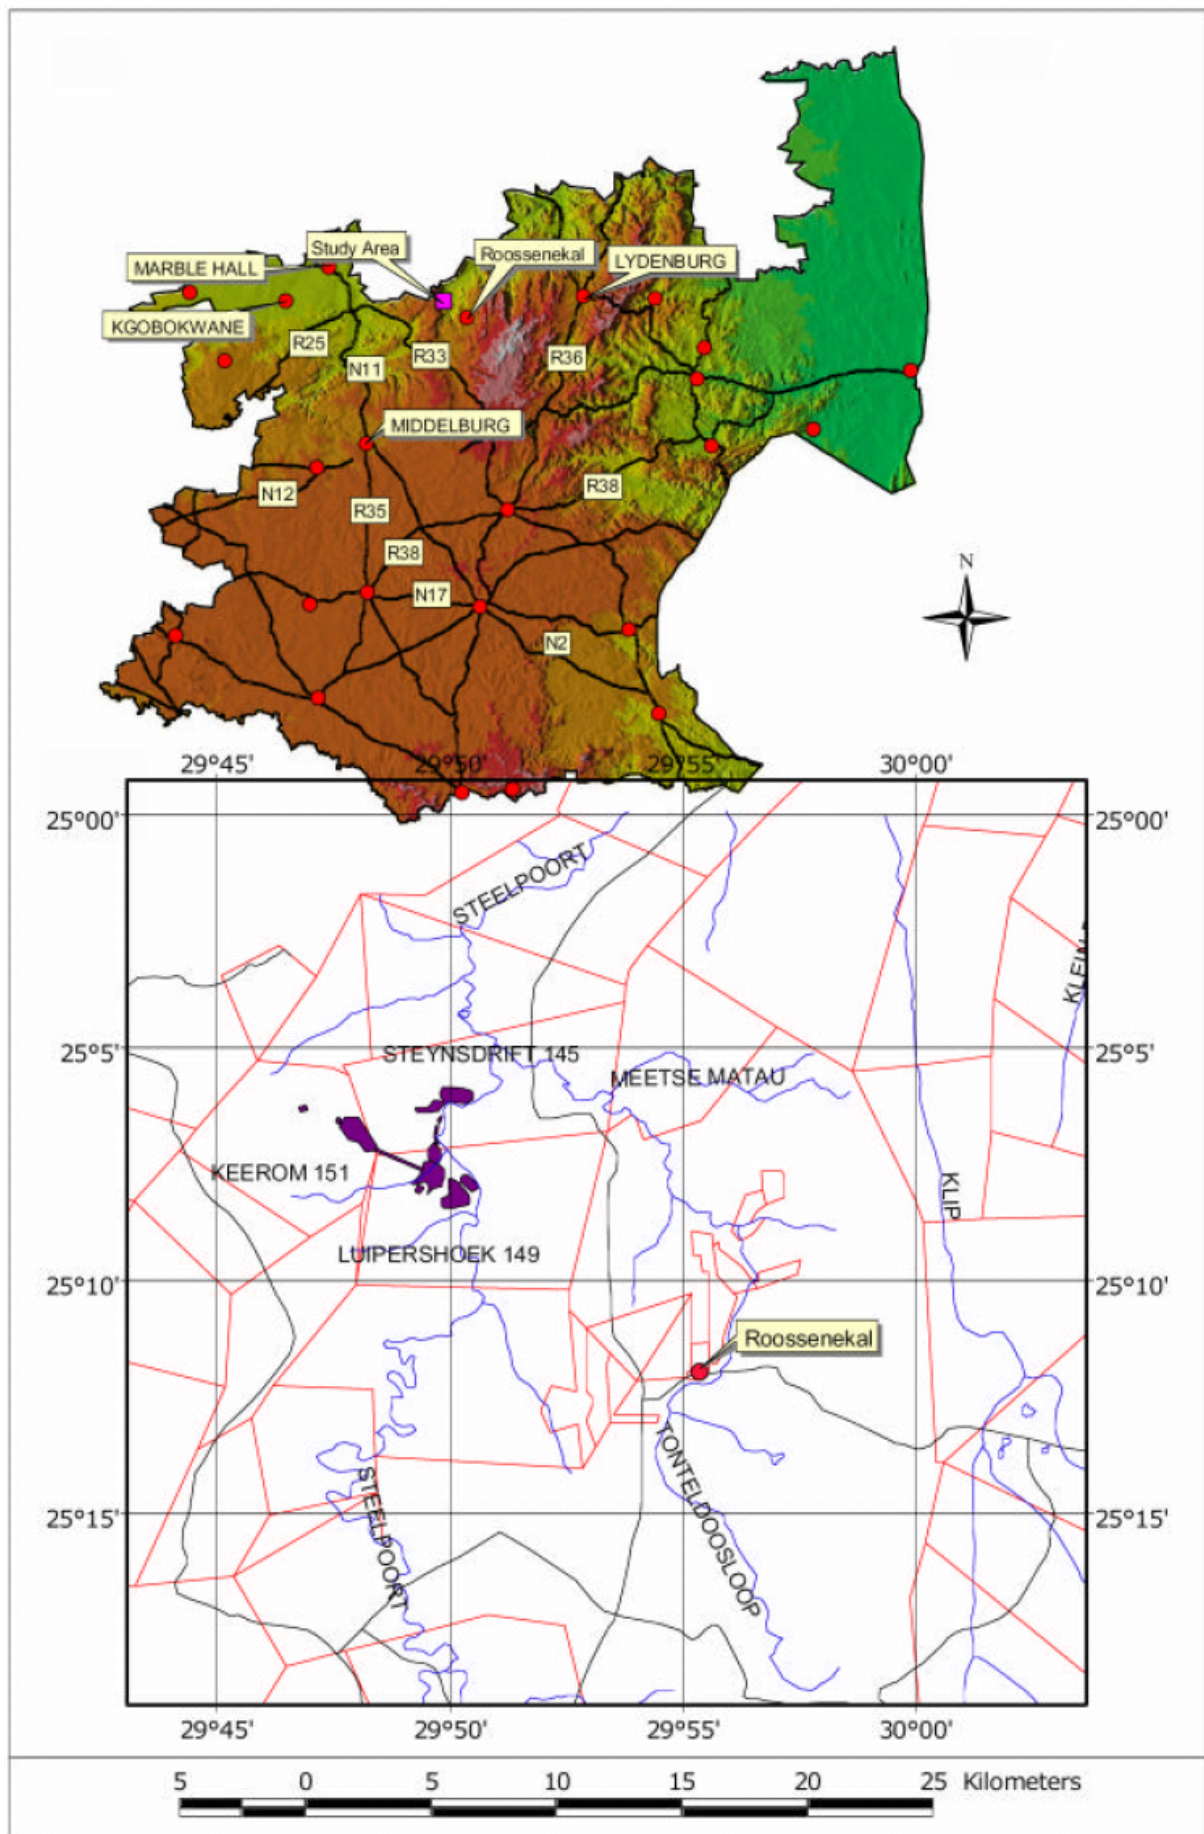 Study Area
Roossenekal
MARBLE HALL
LYDENBURG
KGOBOKWANE
R25
N11
R33
R36
MIDDELBURG
N12
R35
R38
R38
N17
N2
N
29°45' 29°50' 29°55' 30°00'
25°00' 25°00'
STEELPOORT
25°5' 25°5'
STEYNSDRIFT 145
MEETSE MATAU
KEEROM 151
KLIP
LUIPERSHOEK 149
25°10' 25°10'
Roossenekal
TONTELDOOSLOOP
STEELPOORT
25°15' 25°15'
29°45' 29°50' 29°55' 30°00'
5 0 5 10 15 20 25 Kilometers